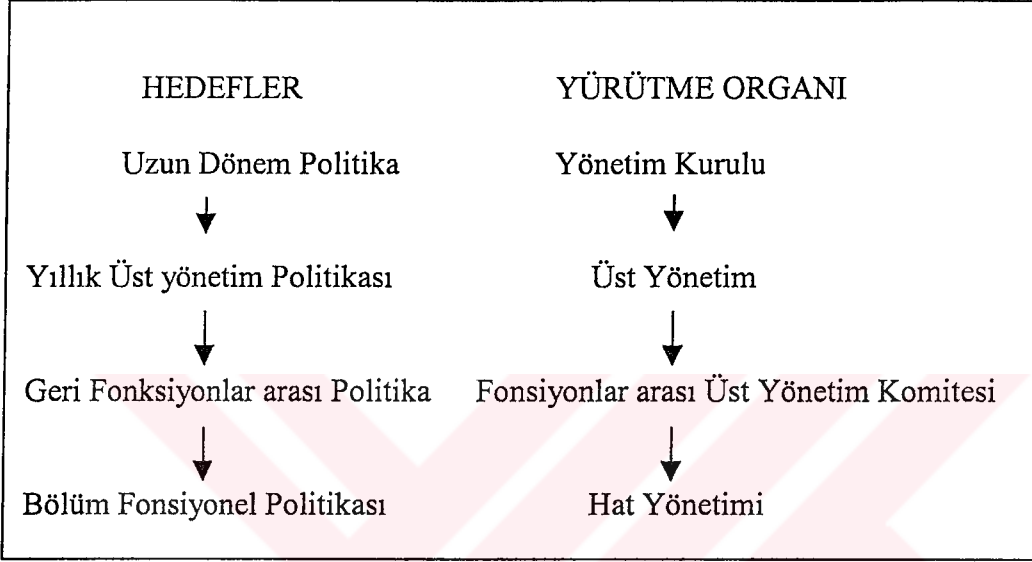 HEDEFLER YÜRÜTME ORGANI
Uzun Dönem Politika Yönetim Kurulu
Yıllık Üst yönetim Politikası Üst Yönetim
Geri Fonksiyonlar arası Politika Fonsiyonlar arası Üst Yönetim Komitesi
Bölüm Fonsiyonel Politikası Hat Yönetimi